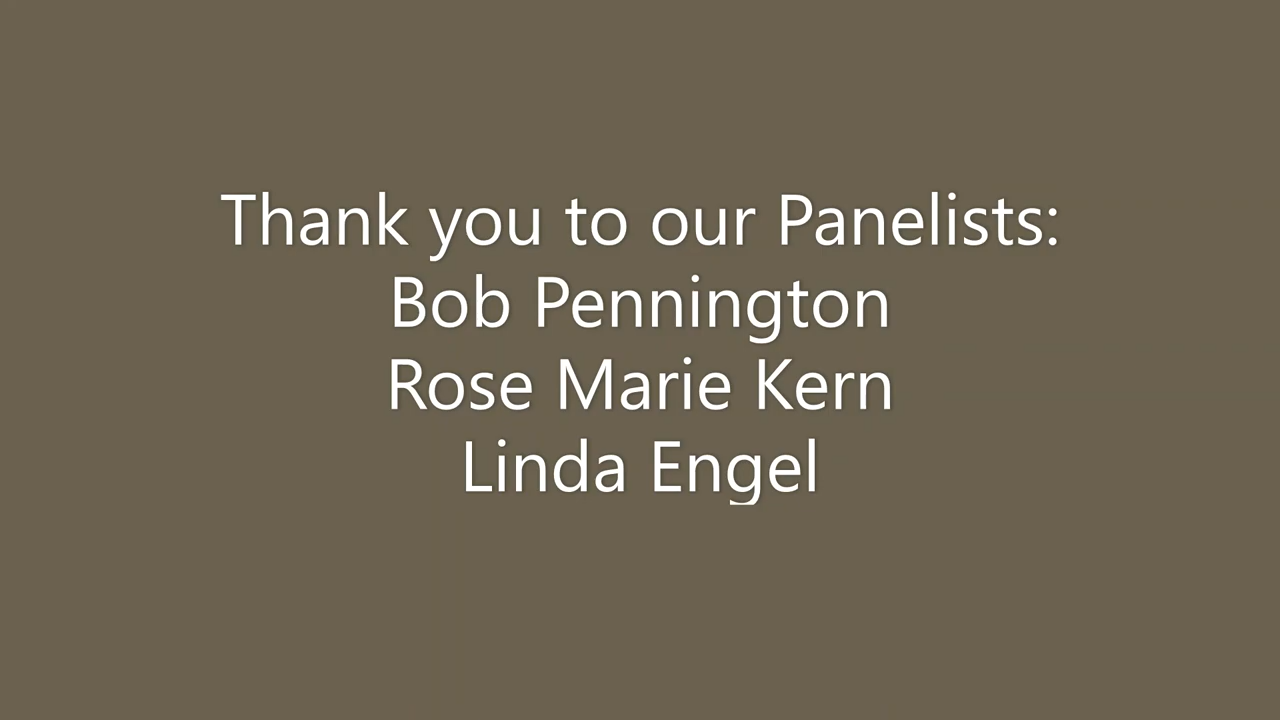 Thank you to our Panelists:
Bob Pennington
Rose Marie Kern
Linda Engel